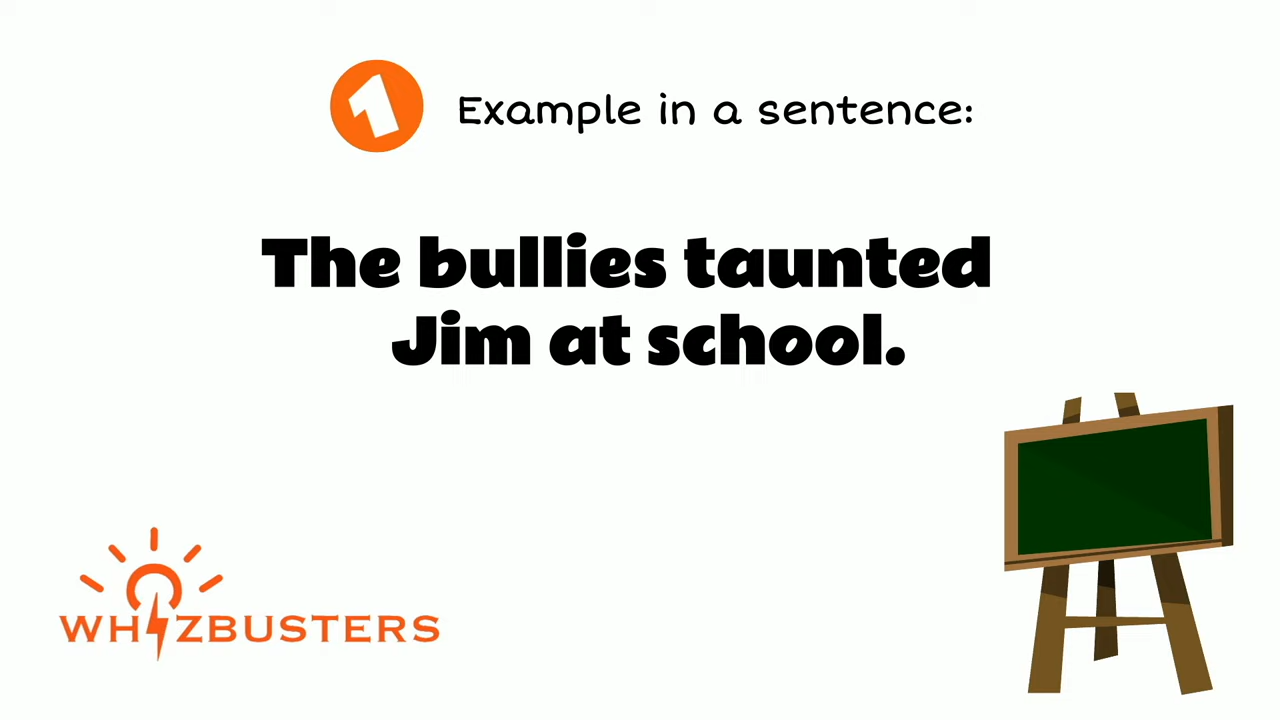 1 Example in a sentence:
The bullies taunted
Jim at school.
WHIZBUSTERS